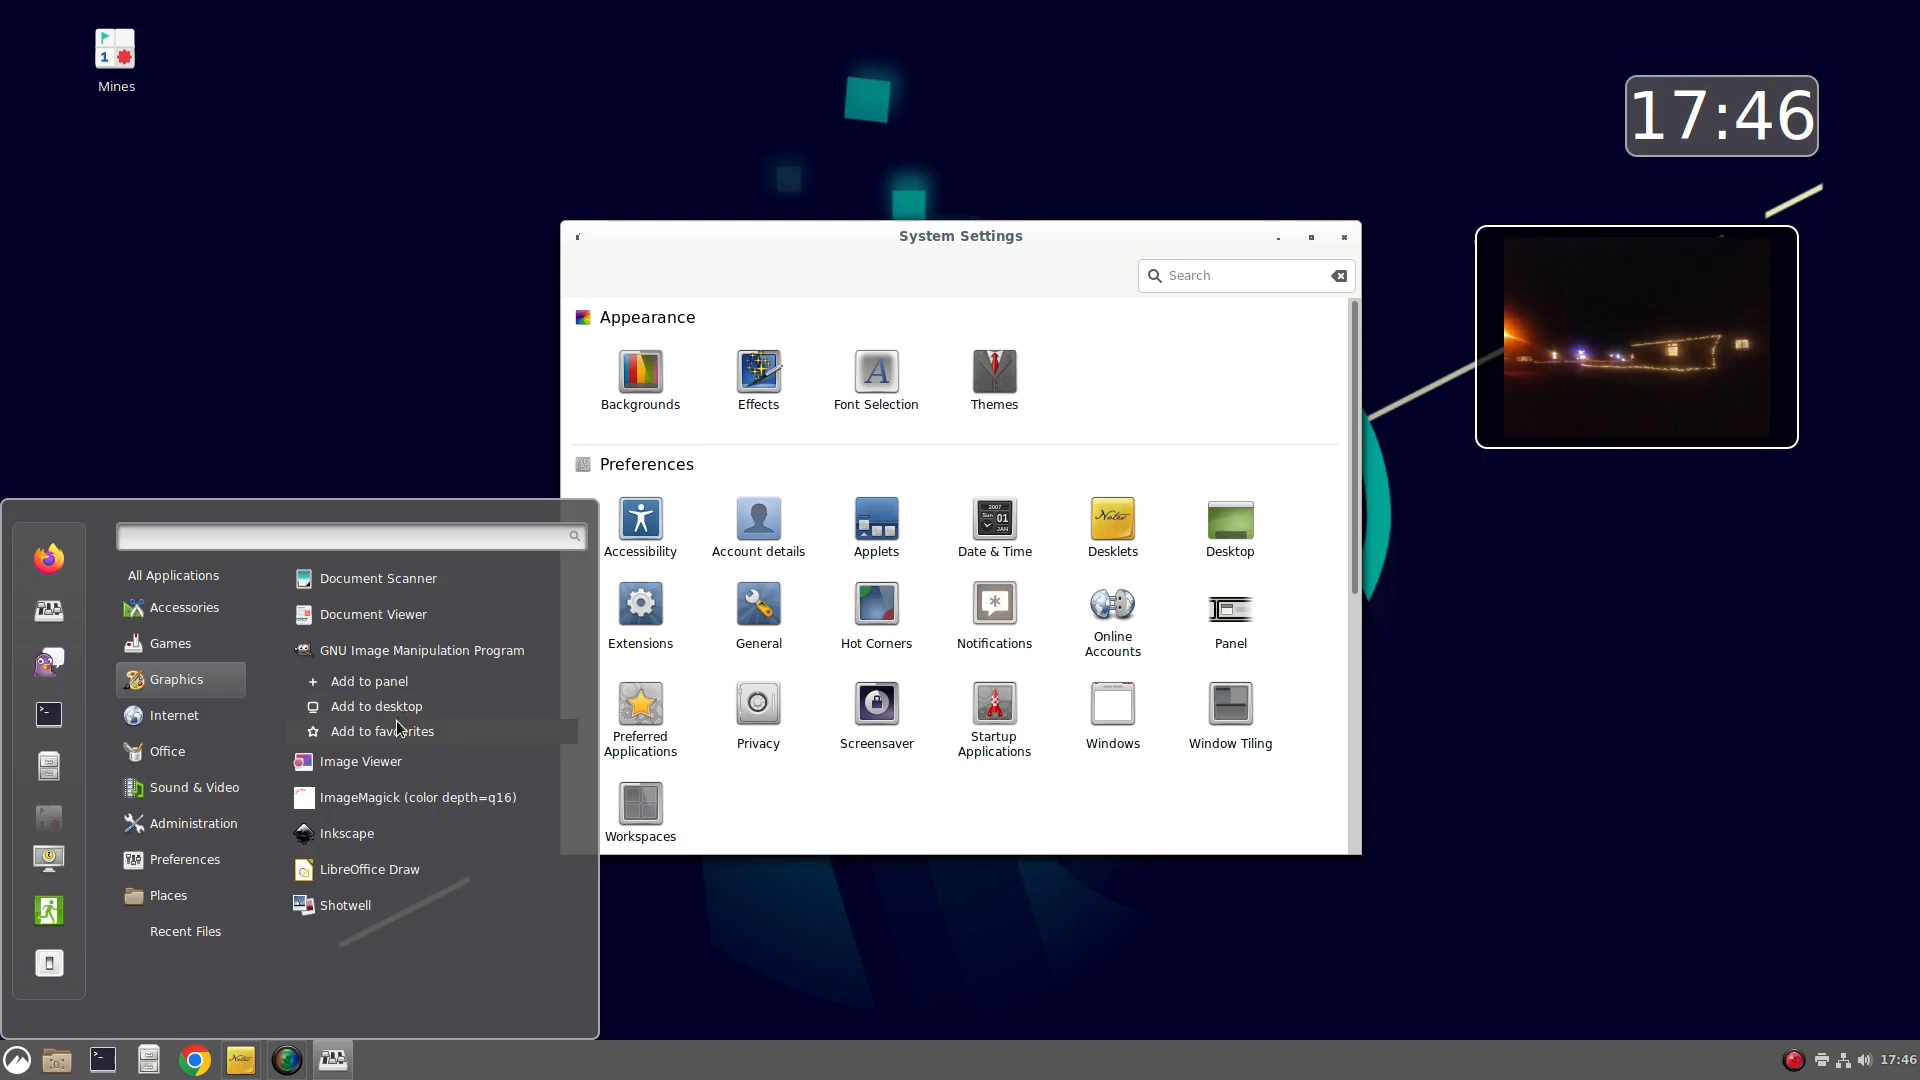 Mines
17:46
System Settings
Search
Appearance
Backgrounds
Effects
Font Selection
Themes
Preferences
Accessibility
Account details
Applets
Date & Time
Desklets
Desktop
Extensions
General
Hot Corners
Notifications
Online
Accounts
Panel
Preferred
Applications
Privacy
Screensaver
Startup
Applications
Windows
Window Tiling
Workspaces
All Applications
Accessories
Games
Graphics
Internet
Office
Sound & Video
Administration
Preferences
Places
Recent Files
Document Scanner
Document Viewer
GNU Image Manipulation Program
Add to panel
Add to desktop
Add to favorites
Image Viewer
ImageMagick (color depth=q16)
Inkscape
LibreOffice Draw
Shotwell
17:46